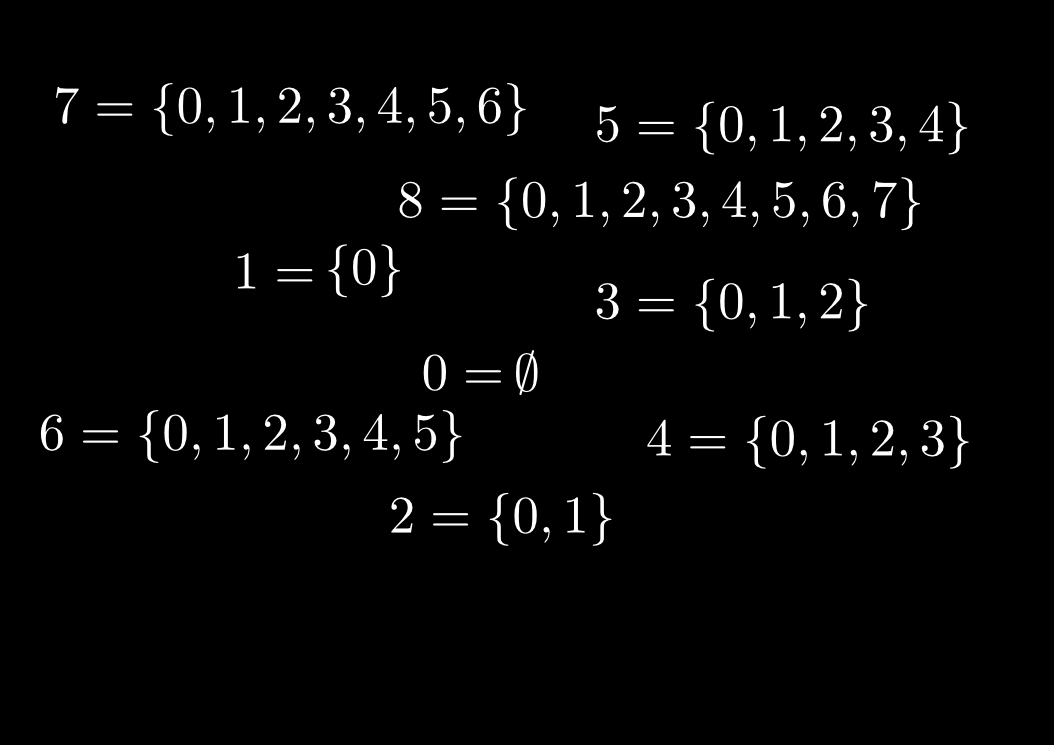 7 = {0, 1, 2, 3, 4, 5, 6}
5 = {0, 1, 2, 3, 4}
8 = {0, 1, 2, 3, 4, 5, 6, 7}
1 = {0}
3 = {0, 1, 2}
0 = ∅
6 = {0, 1, 2, 3, 4, 5}
4 = {0, 1, 2, 3}
2 = {0, 1}